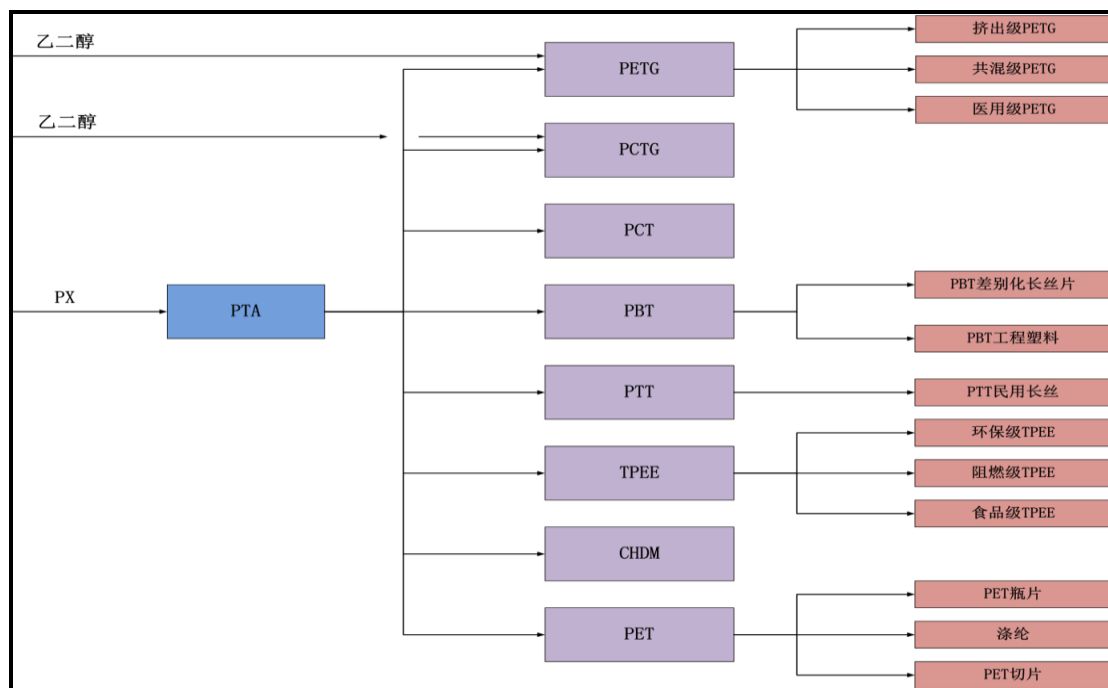 乙二醇
PETG
挤出级PETG
共混级PETG
医用级PETG
乙二醇
PCTG
PCT
PX
PTA
PBT
PBT差别化长丝片
PBT工程塑料
PTT
PTT民用长丝
TPEE
环保级TPEE
阻燃级TPEE
食品级TPEE
CHDM
PET
PET瓶片
涤纶
PET切片